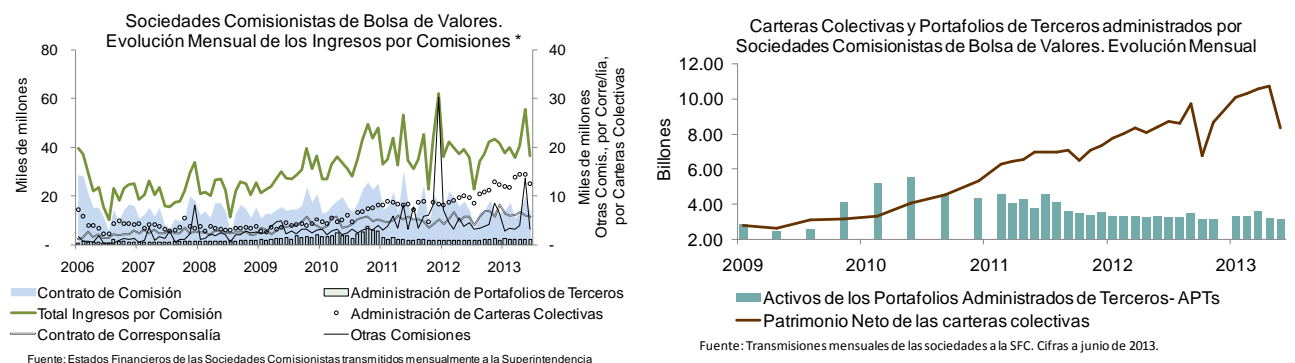 Sociedades Comisionistas de Bolsa de Valores.
Evolución Mensual de los Ingresos por Comisiones *
80
60
40
20
-
Miles de millones
40
30
20
10
-
Miles de millones
Otras Comis., por Corre/lía,
por Carteras Colectivas
2006 2007 2008 2009 2010 2011 2012 2013
Contrato de Comisión
Administración de Portafolios de Terceros
Total Ingresos por Comisión
Administración de Carteras Colectivas
Contrato de Corresponsalía
Otras Comisiones
Fuente: Estados Financieros de las Sociedades Comisionistas transmitidos mensualmente a la Superintendencia
Carteras Colectivas y Portafolios de Terceros administrados por
Sociedades Comisionistas de Bolsa de Valores. Evolución Mensual
12.00
10.00
8.00
6.00
4.00
2.00
Billones
2009 2010 2011 2012 2013
Activos de los Portafolios Administrados de Terceros- APTs
Patrimonio Neto de las carteras colectivas
Fuente: Transmisiones mensuales de las sociedades a la SFC. Cifras a junio de 2013.